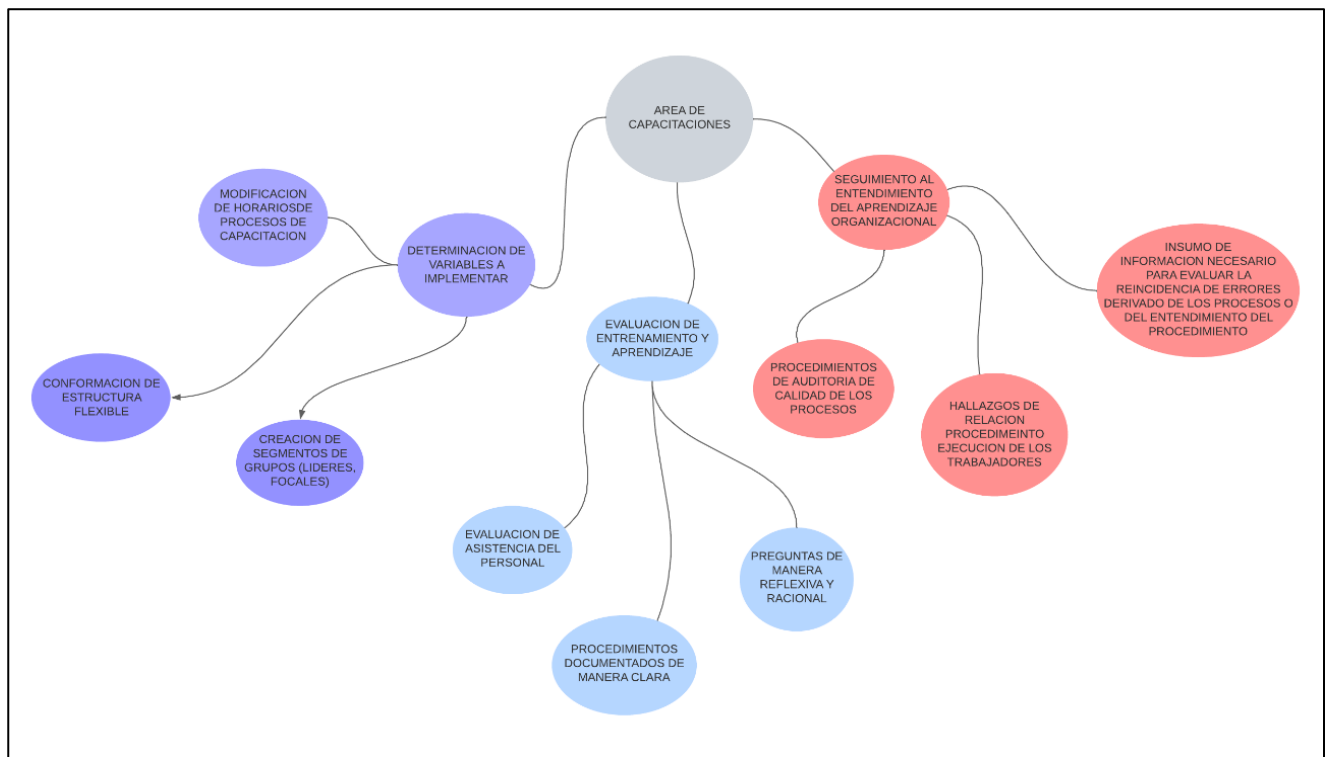 AREA DE
CAPACITACIONES
MODIFICACION
DE HORARIOSDE
PROCESOS DE
CAPACITACION
DETERMINACION DE
VARIABLES A
IMPLEMENTAR
CONFORMACION DE
ESTRUCTURA
FLEXIBLE
CREACION DE
SEGMENTOS DE
GRUPOS (LIDERES,
FOCALES)
EVALUACION DE
ENTRENAMIENTO Y
APRENDIZAJE
EVALUACION DE
ASISTENCIA DEL
PERSONAL
PROCEDIMIENTOS
DOCUMENTADOS DE
MANERA CLARA
PREGUNTAS DE
MANERA
REFLEXIVA Y
RACIONAL
SEGUIMIENTO AL
ENTENDIMIENTO
DEL APRENDIZAJE
ORGANIZACIONAL
PROCEDIMIENTOS
DE AUDITORIA DE
CALIDAD DE LOS
PROCESOS
HALLAZGOS DE
RELACION
PROCEDIMEINTO
EJECUCION DE LOS
TRABAJADORES
INSUMO DE
INFORMACION NECESARIO
PARA EVALUAR LA
REINCIDENCIA DE ERRORES
DERIVADO DE LOS PROCESOS O
DEL ENTENDIMIENTO DEL
PROCEDIMIENTO